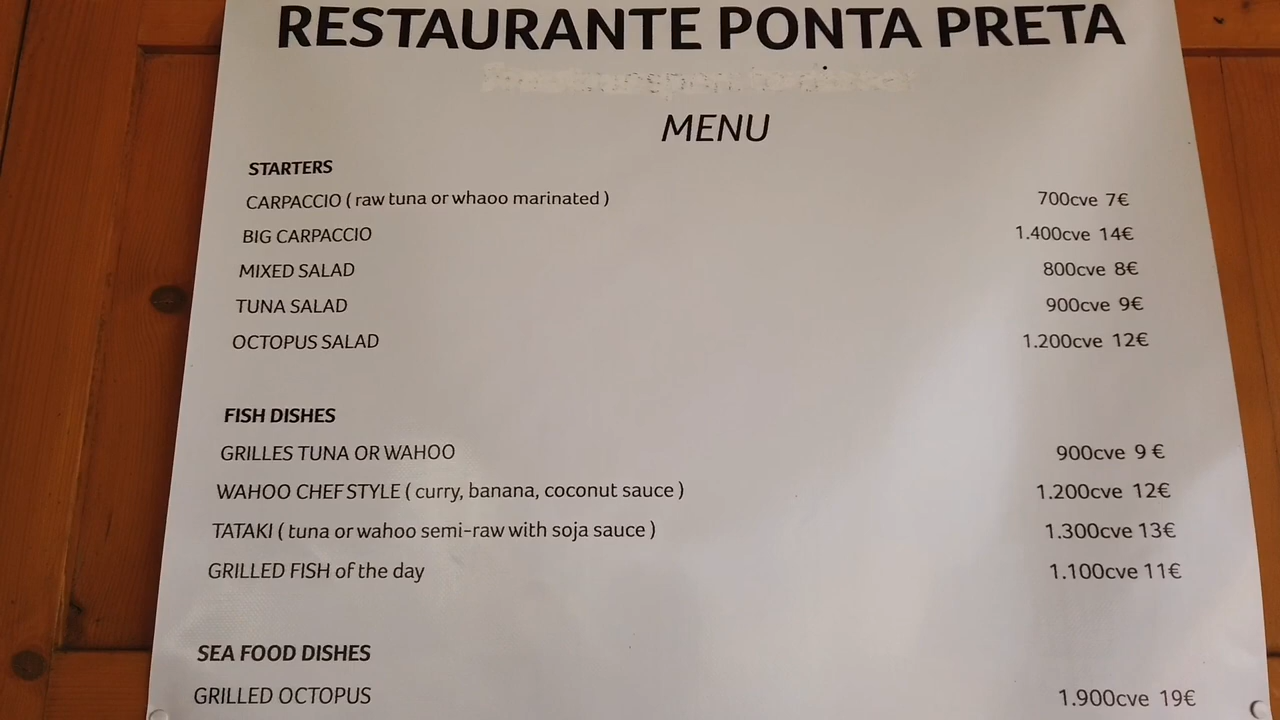 RESTAURANTE PONTA PRETA
MENU
STARTERS
CARPACCIO ( raw tuna or whaoo marinated ) 700cve 7€
BIG CARPACCIO 1.400cve 14€
MIXED SALAD 800cve 8€
TUNA SALAD 900cve 9€
OCTOPUS SALAD 1.200cve 12€
FISH DISHES
GRILLES TUNA OR WAHOO 900cve 9 €
WAHOO CHEF STYLE ( curry, banana, coconut sauce ) 1.200cve 12€
TATAKI ( tuna or wahoo semi-raw with soja sauce ) 1.300cve 13€
GRILLED FISH of the day 1.100cve 11€
SEA FOOD DISHES
GRILLED OCTOPUS 1.900cve 19€